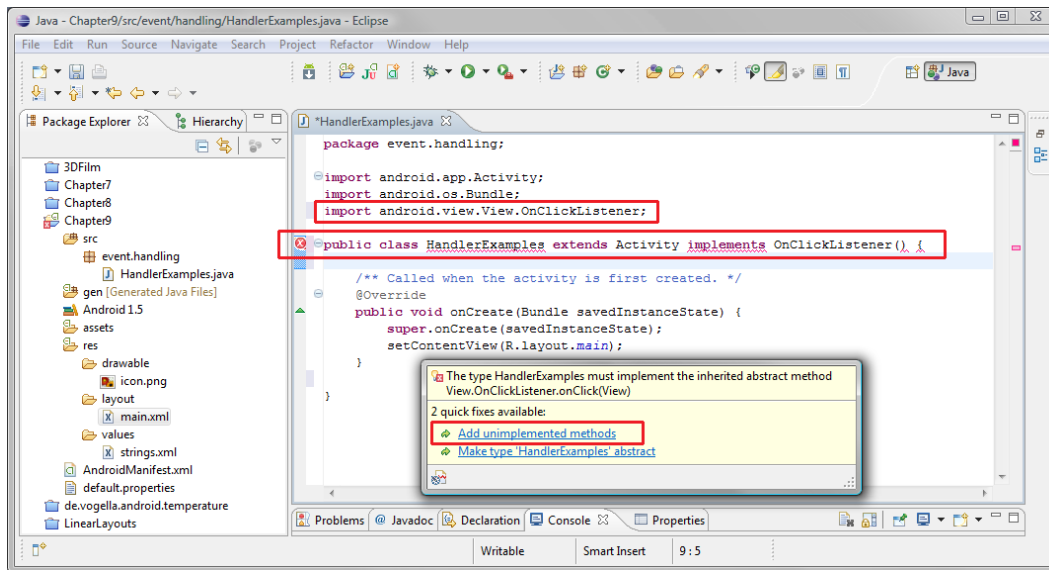 Java - Chapter9/src/event/handling/HandlerExamples.java - Eclipse
File Edit Run Source Navigate Search Project Refactor Window Help
Java
Package Explorer
Hierarchy
*HandlerExamples.java
3DFilm
Chapter7
Chapter8
Chapter9
src
event.handling
HandlerExamples.java
gen [Generated Java Files]
Android 1.5
assets
res
drawable
icon.png
layout
main.xml
values
strings.xml
AndroidManifest.xml
default.properties
de.vogella.android.temperature
LinearLayouts
package event.handling;
import android.app.Activity;
import android.os.Bundle;
import android.view.View.OnClickListener;
public class HandlerExamples extends Activity implements OnClickListener() {
/** Called when the activity is first created. */
@Override
public void onCreate(Bundle savedInstanceState) {
super.onCreate(savedInstanceState);
setContentView(R.layout.main);
}
}
The type HandlerExamples must implement the inherited abstract method
View.OnClickListener.onClick(View)
2 quick fixes available:
Add unimplemented methods
Make type 'HandlerExamples' abstract
Problems @ Javadoc Declaration Console Properties
Writable Smart Insert 9 : 5